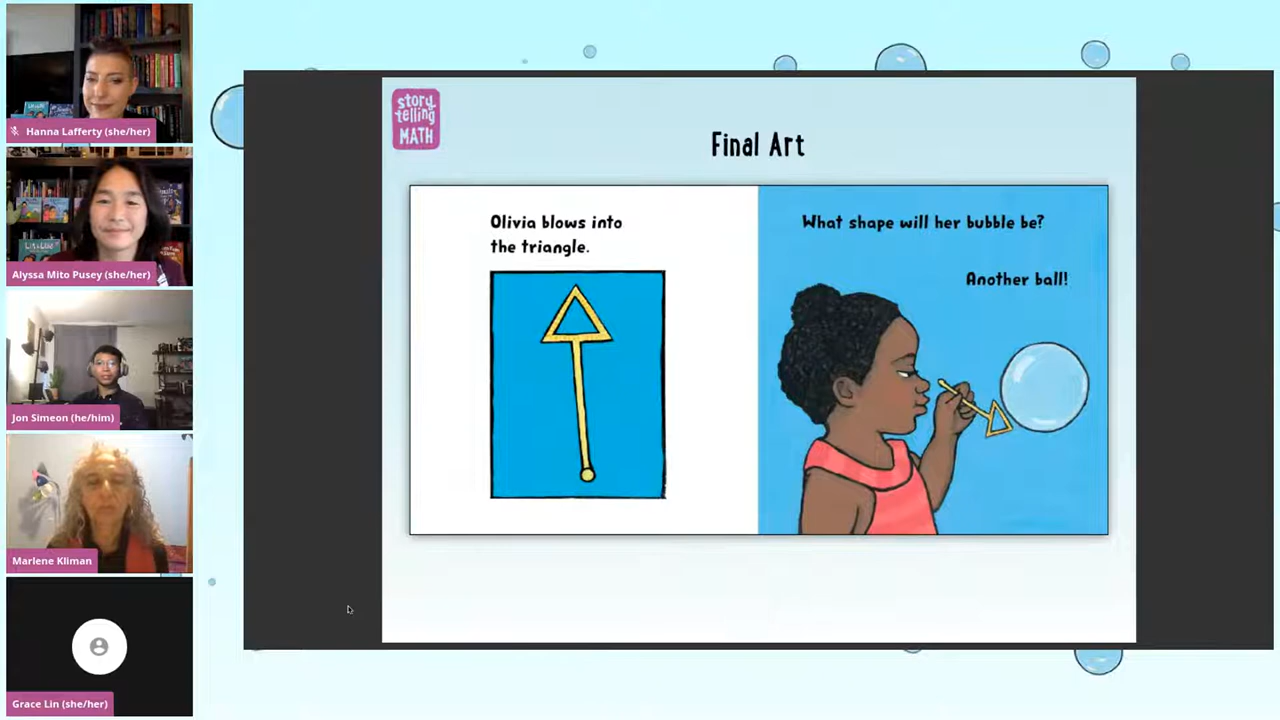 Hanna Lafferty (she/her)
Alyssa Mito Pusey (she/her)
Jon Simeon (he/him)
Marlene Kliman
Grace Lin (she/her)
story
telling
MATH
Final Art
Olivia blows into
the triangle.
What shape will her bubble be?
Another ball!